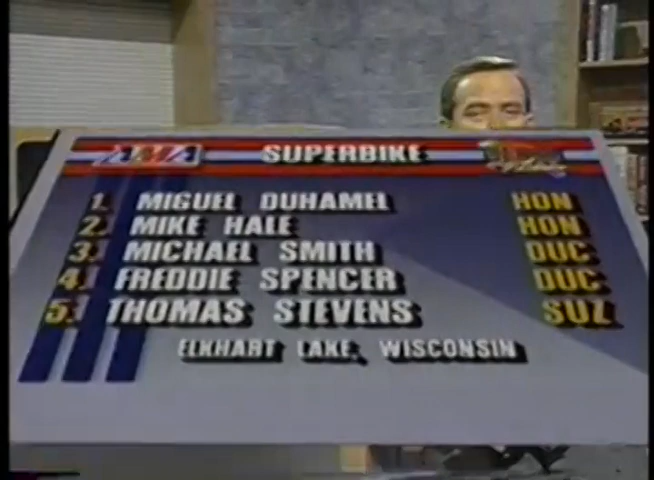 AMA SUPERBIKE
1. MIGUEL DUHAMEL HON
2. MIKE HALE HON
3. MICHAEL SMITH DUC
4. FREDDIE SPENCER DUC
5. THOMAS STEVENS SUZ
ELKHART LAKE, WISCONSIN